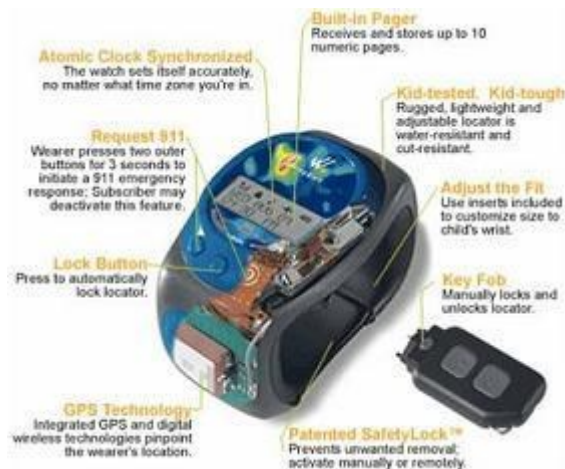 Built-in Pager
Receives and stores up to 10
numeric pages.
Atomic Clock Synchronized
The watch sets itself accurately,
no matter what time zone you're in.
Kid-tested, Kid-tough
Rugged, lightweight and
adjustable locator is
water-resistant and
cut-resistant.
Request 911
Wearer presses two outer
buttons for 3 seconds to
initiate a 911 emergency
response; Subscriber may
deactivate this feature.
Adjust the Fit
Use inserts included
to customize size to
child's wrist.
Lock Button
Press to automatically
lock locator.
Key Fob
Manually locks and
unlocks locator.
GPS Technology
Integrated GPS and digital
wireless technologies pinpoint
the wearer's location.
Patented SafetyLock™
Prevents unwanted removal;
activate manually or remotely.